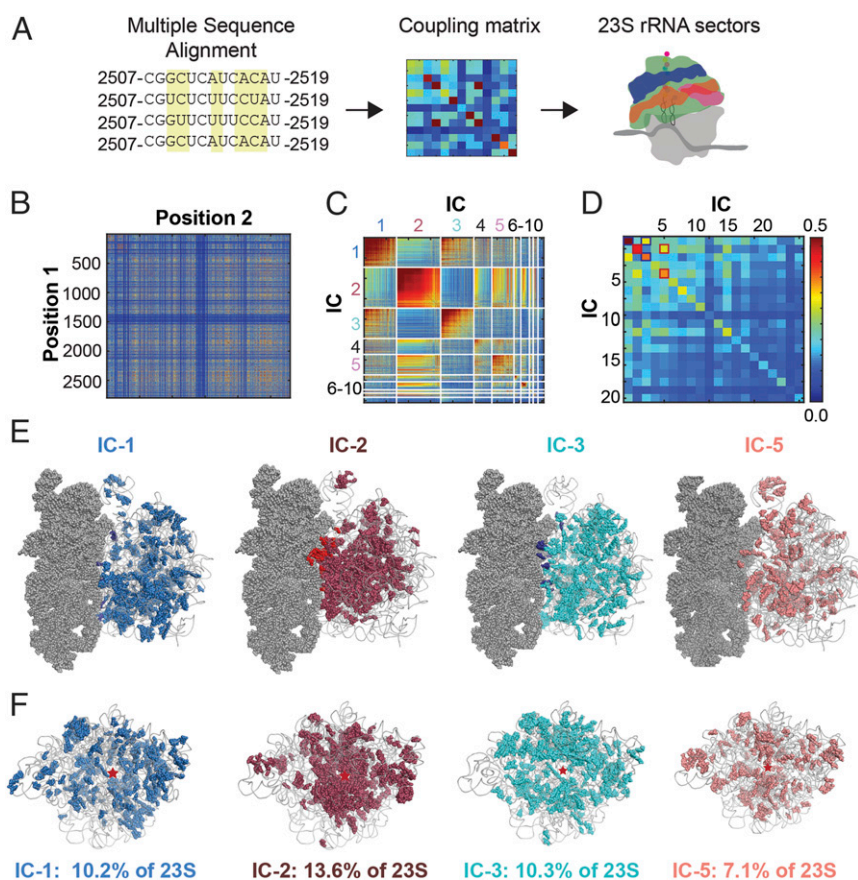 A
Multiple Sequence
Alignment
Coupling matrix
23S rRNA sectors
2507-CGGCUCAUCACAU-2519
2507-CGUCUCUUCCUAU-2519
2507-CGGUUCUUUCCAU-2519
2507-CGGCUCAUCACAU-2519
B
Position 2
Position 1
500
1000
1500
2000
2500
C
IC
1 2 3 4 5 6-10
IC
1
2
3
4
5
6-10
D
IC
5 10 15 20
IC
5
10
15
20
0.5
0.0
E
IC-1 IC-2 IC-3 IC-5
F
IC-1: 10.2% of 23S IC-2: 13.6% of 23S IC-3: 10.3% of 23S IC-5: 7.1% of 23S